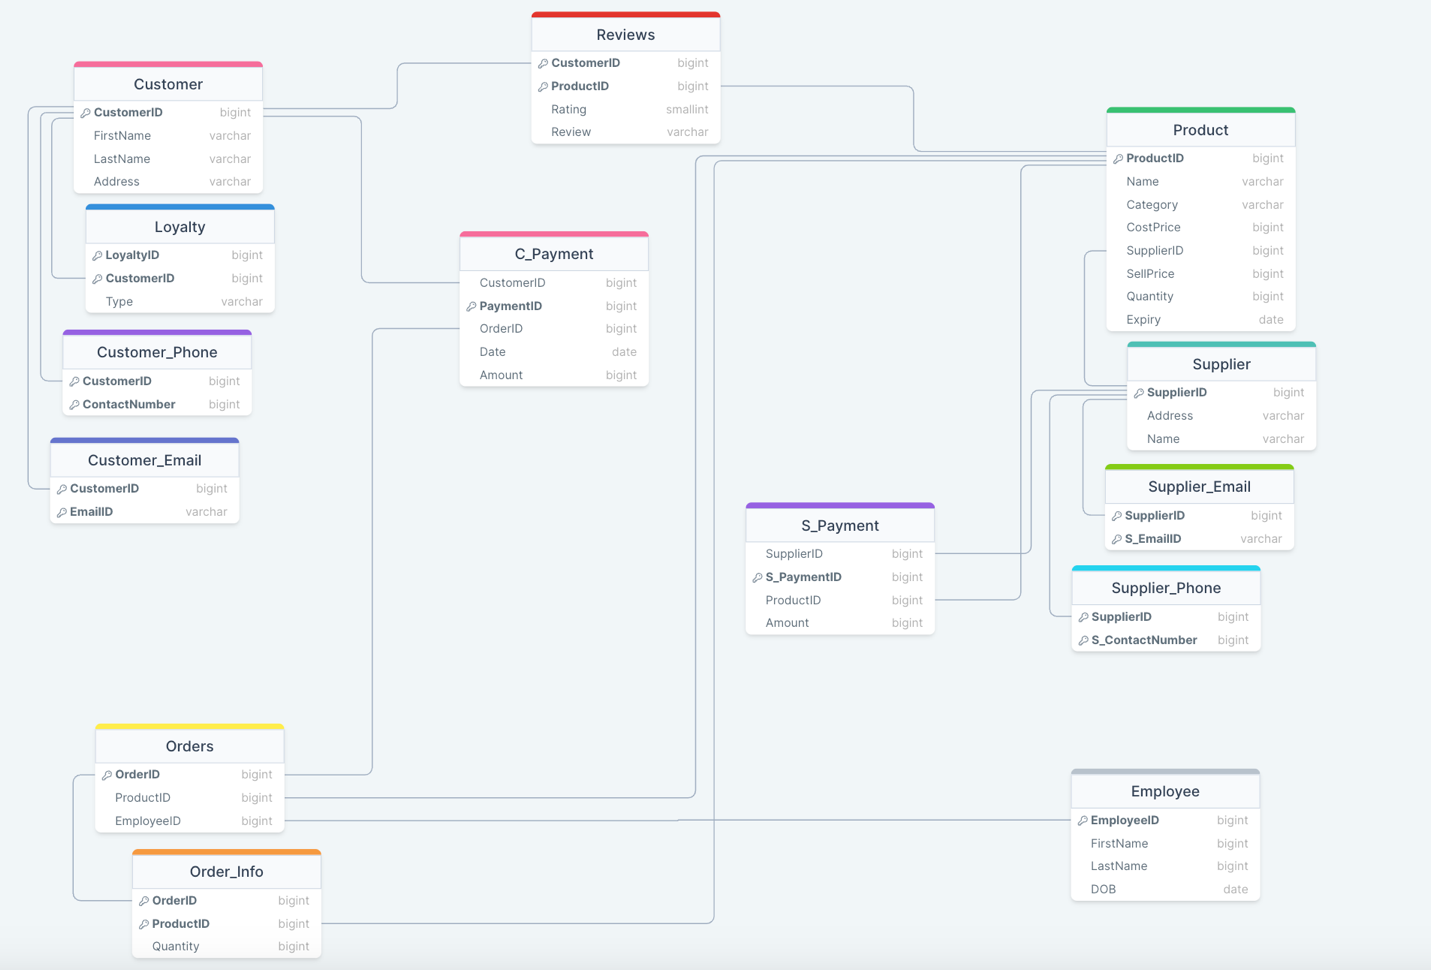 Reviews
CustomerID bigint
ProductID bigint
Rating smallint
Review varchar
Customer
CustomerID bigint
FirstName varchar
LastName varchar
Address varchar
Product
ProductID bigint
Name varchar
Category varchar
CostPrice bigint
SupplierID bigint
SellPrice bigint
Quantity bigint
Expiry date
Loyalty
LoyaltyID bigint
CustomerID bigint
Type varchar
C_Payment
CustomerID bigint
PaymentID bigint
OrderID bigint
Date date
Amount bigint
Customer_Phone
CustomerID bigint
ContactNumber bigint
Supplier
SupplierID bigint
Address varchar
Name varchar
Customer_Email
CustomerID bigint
EmailID varchar
Supplier_Email
SupplierID bigint
S_EmailID varchar
S_Payment
SupplierID bigint
S_PaymentID bigint
ProductID bigint
Amount bigint
Supplier_Phone
SupplierID bigint
S_ContactNumber bigint
Orders
OrderID bigint
ProductID bigint
EmployeeID bigint
Employee
EmployeeID bigint
FirstName bigint
LastName bigint
DOB date
Order_Info
OrderID bigint
ProductID bigint
Quantity bigint